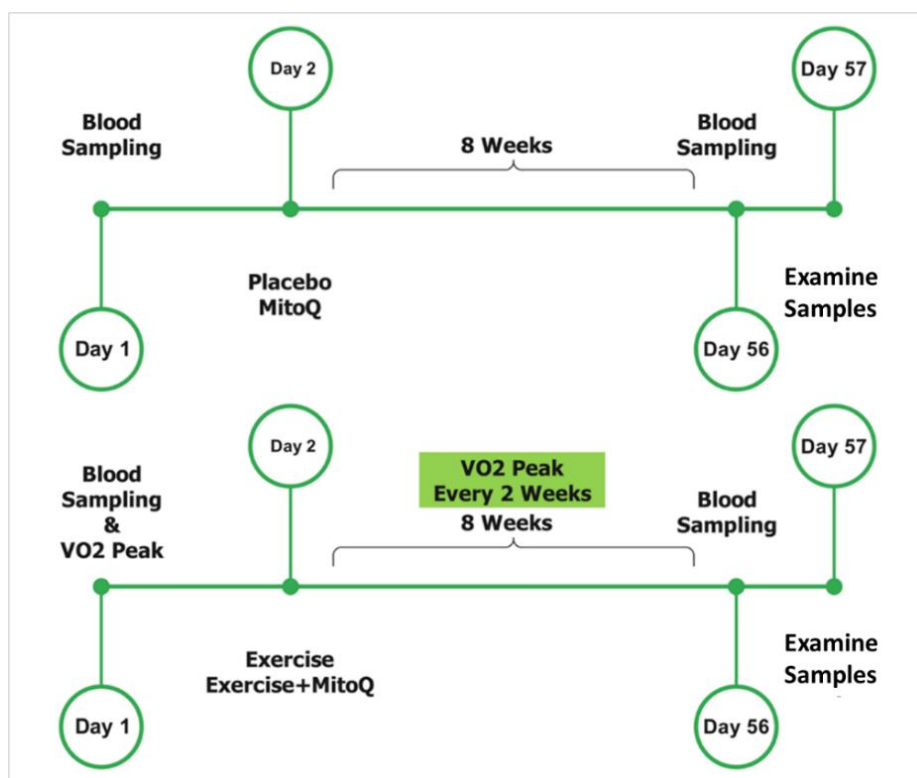 Day 2
Day 57
Blood
Sampling
8 Weeks
Blood
Sampling
Placebo
MitoQ
Examine
Samples
Day 1
Day 56
Day 2
Day 57
Blood
Sampling
&
VO2 Peak
VO2 Peak
Every 2 Weeks
8 Weeks
Blood
Sampling
Exercise
Exercise+MitoQ
Examine
Samples
Day 1
Day 56